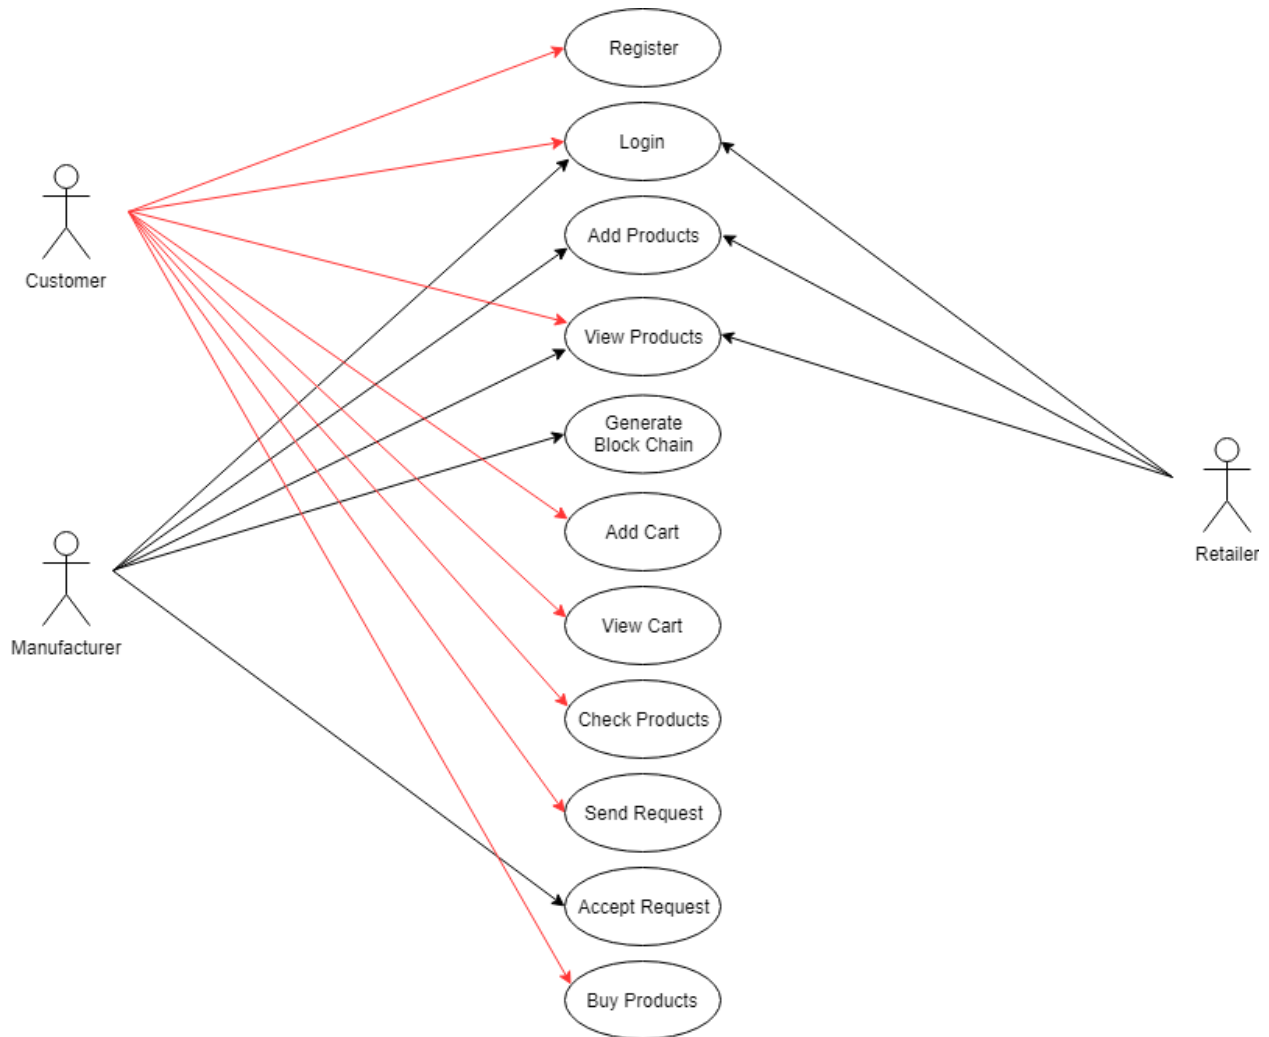 Register
Login
Customer
Add Products
View Products
Generate
Block Chain
Add Cart
Retailer
Manufacturer
View Cart
Check Products
Send Request
Accept Request
Buy Products